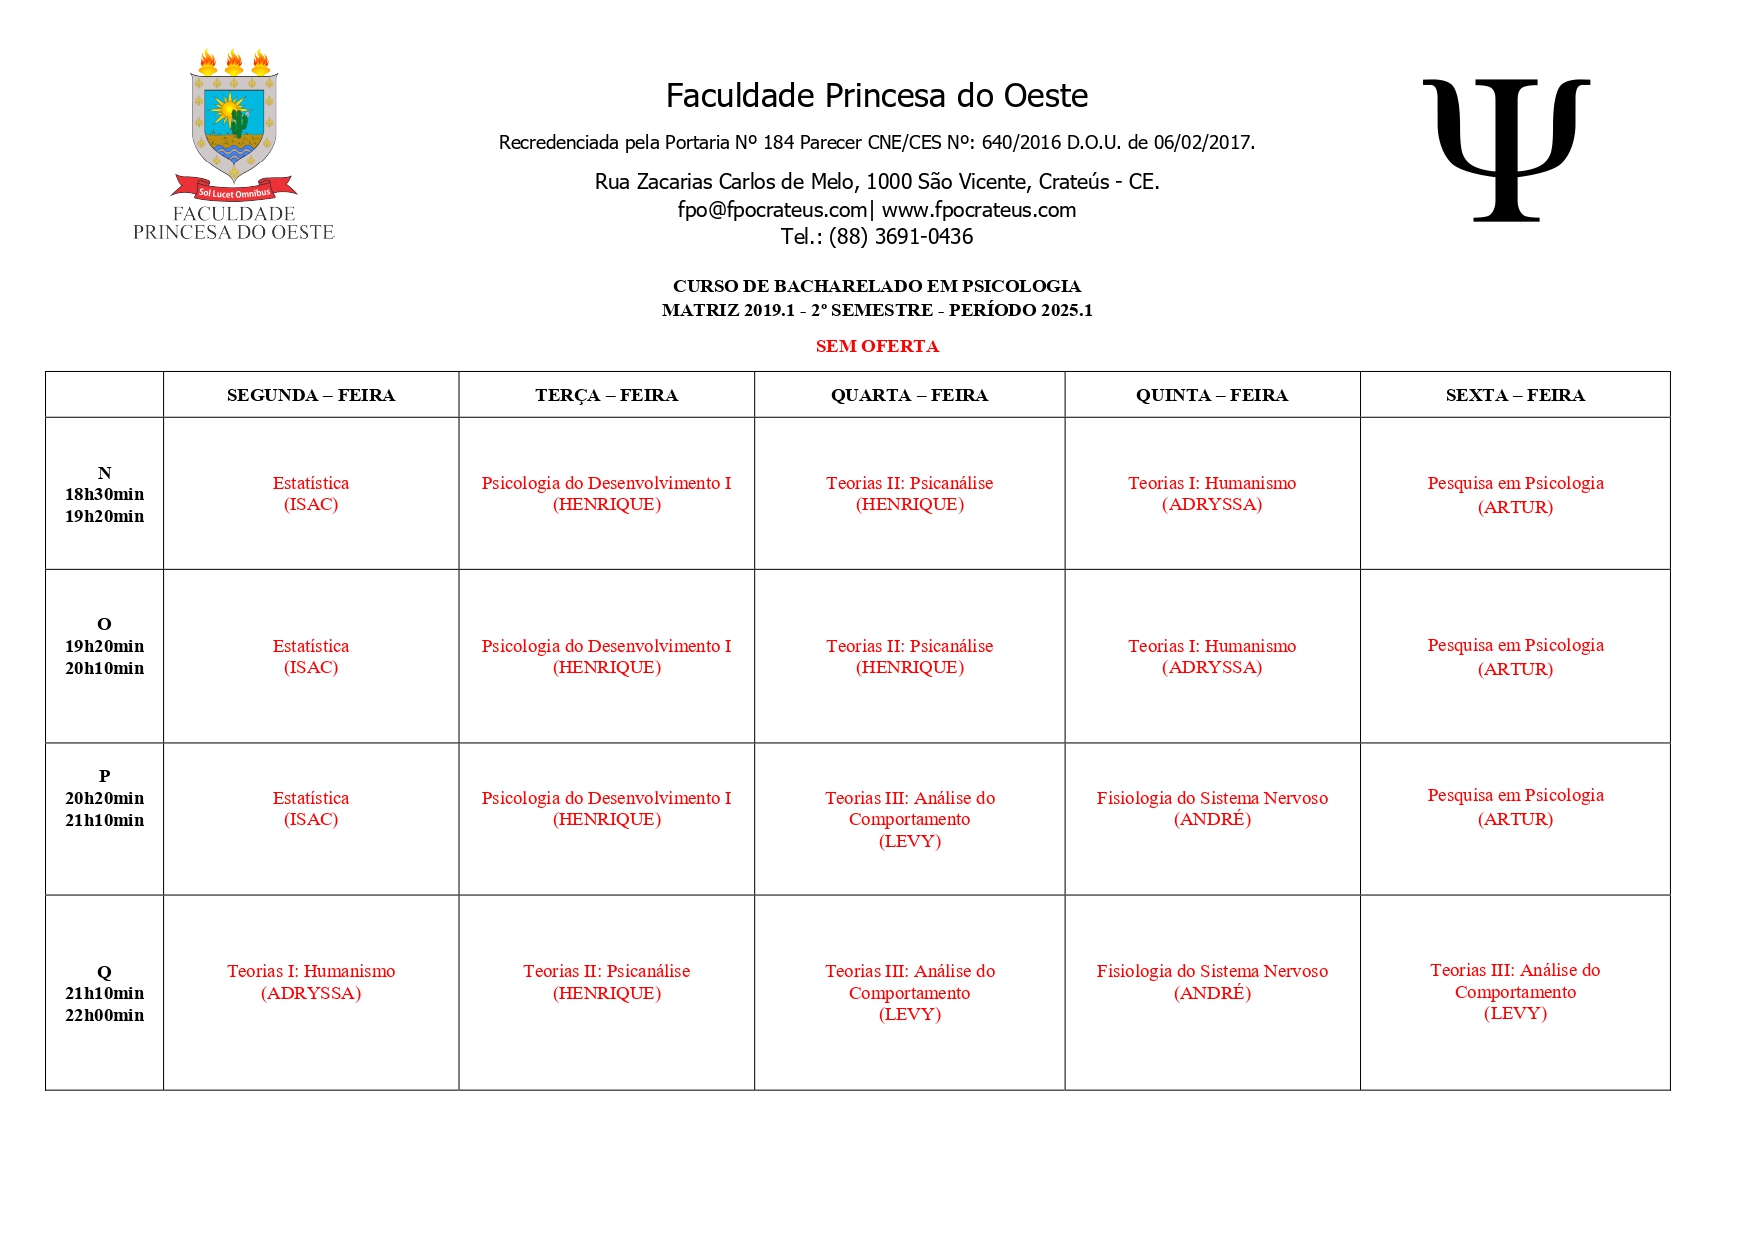 Sol Lucet Omnibus
FACULDADE
PRINCESA DO OESTE
Faculdade Princesa do Oeste
Recredenciada pela Portaria Nº 184 Parecer CNE/CES Nº: 640/2016 D.O.U. de 06/02/2017.
Rua Zacarias Carlos de Melo, 1000 São Vicente, Crateús - CE.
fpo@fpocrateus.com| www.fpocrateus.com
Tel.: (88) 3691-0436
Ψ
CURSO DE BACHARELADO EM PSICOLOGIA
MATRIZ 2019.1 - 2º SEMESTRE - PERÍODO 2025.1
SEM OFERTA
SEGUNDA – FEIRA
TERÇA – FEIRA
QUARTA – FEIRA
QUINTA – FEIRA
SEXTA – FEIRA
N
18h30min
19h20min
Estatística
(ISAC)
Psicologia do Desenvolvimento I
(HENRIQUE)
Teorias II: Psicanálise
(HENRIQUE)
Teorias I: Humanismo
(ADRYSSA)
Pesquisa em Psicologia
(ARTUR)
O
19h20min
20h10min
Estatística
(ISAC)
Psicologia do Desenvolvimento I
(HENRIQUE)
Teorias II: Psicanálise
(HENRIQUE)
Teorias I: Humanismo
(ADRYSSA)
Pesquisa em Psicologia
(ARTUR)
P
20h20min
21h10min
Estatística
(ISAC)
Psicologia do Desenvolvimento I
(HENRIQUE)
Teorias III: Análise do
Comportamento
(LEVY)
Fisiologia do Sistema Nervoso
(ANDRÉ)
Pesquisa em Psicologia
(ARTUR)
Q
21h10min
22h00min
Teorias I: Humanismo
(ADRYSSA)
Teorias II: Psicanálise
(HENRIQUE)
Teorias III: Análise do
Comportamento
(LEVY)
Fisiologia do Sistema Nervoso
(ANDRÉ)
Teorias III: Análise do
Comportamento
(LEVY)